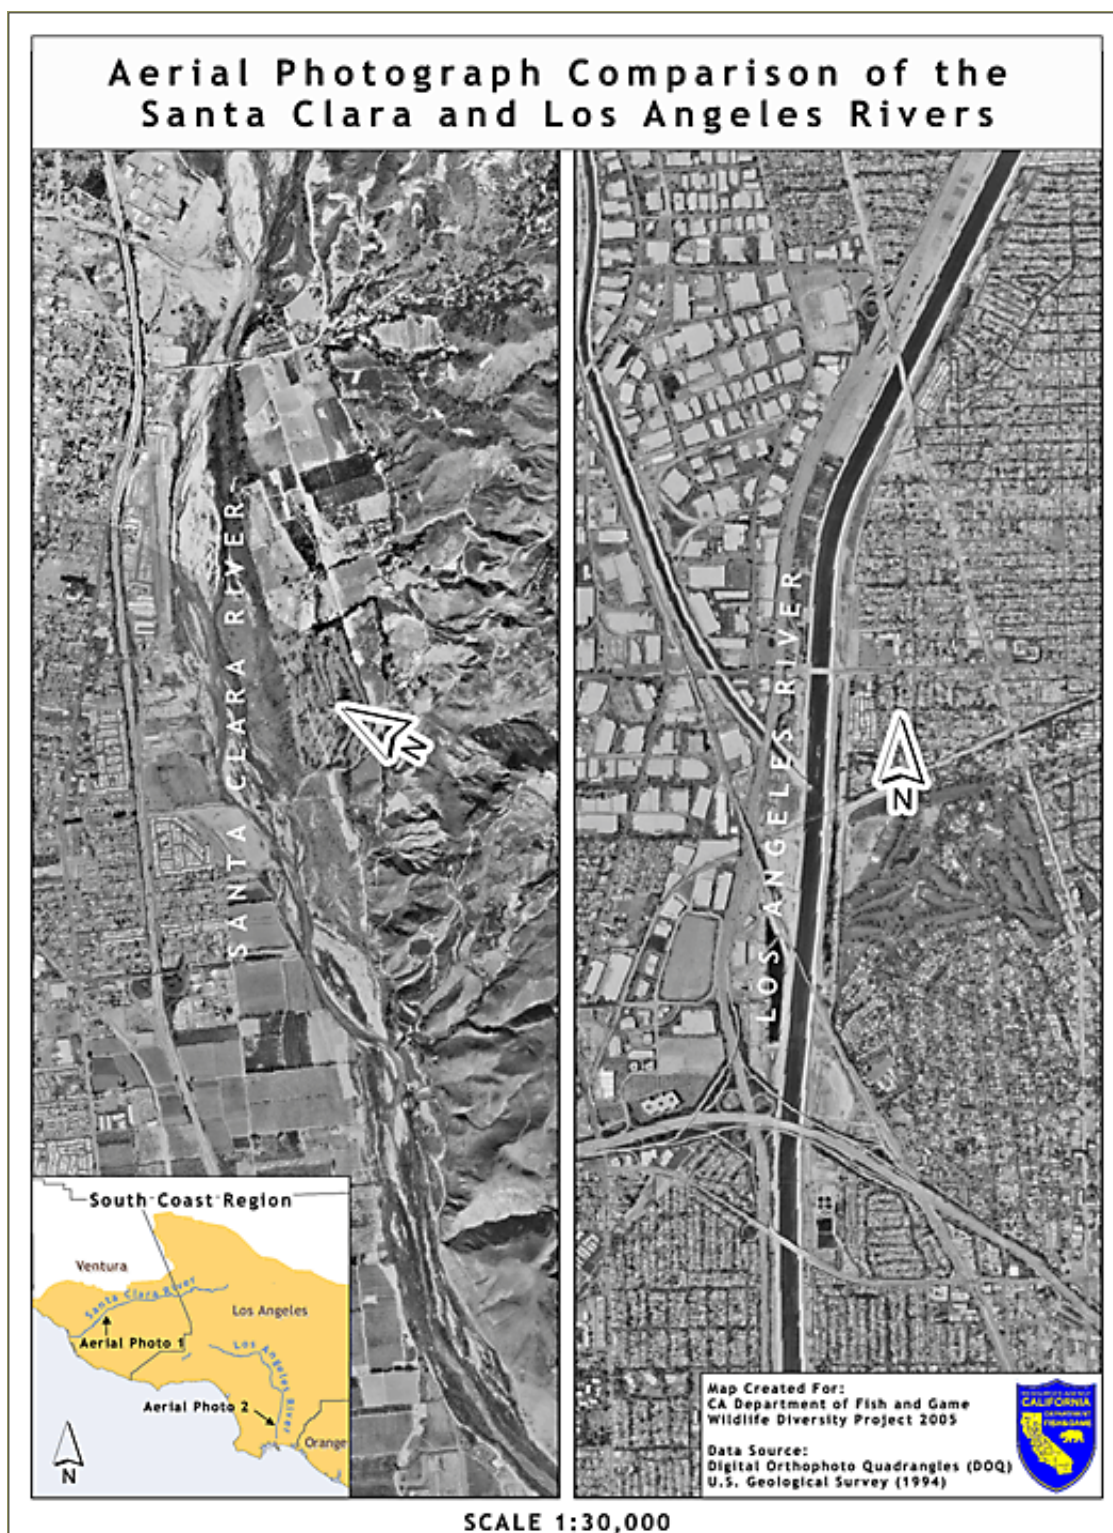 Aerial Photograph Comparison of the
Santa Clara and Los Angeles Rivers
SANTA CLARA RIVER
N
LOS ANGELES RIVER
N
South Coast Region
Ventura
Santa Clara River
Los Angeles
Aerial Photo 1
Los Angeles River
Aerial Photo 2
Orange
N
Map Created For:
CA Department of Fish and Game
Wildlife Diversity Project 2005
Data Source:
Digital Orthophoto Quadrangles (DOQ)
U.S. Geological Survey (1994)
RESOURCES AGENCY
CALIFORNIA
DEPARTMENT
FISH&GAME
SCALE 1:30,000